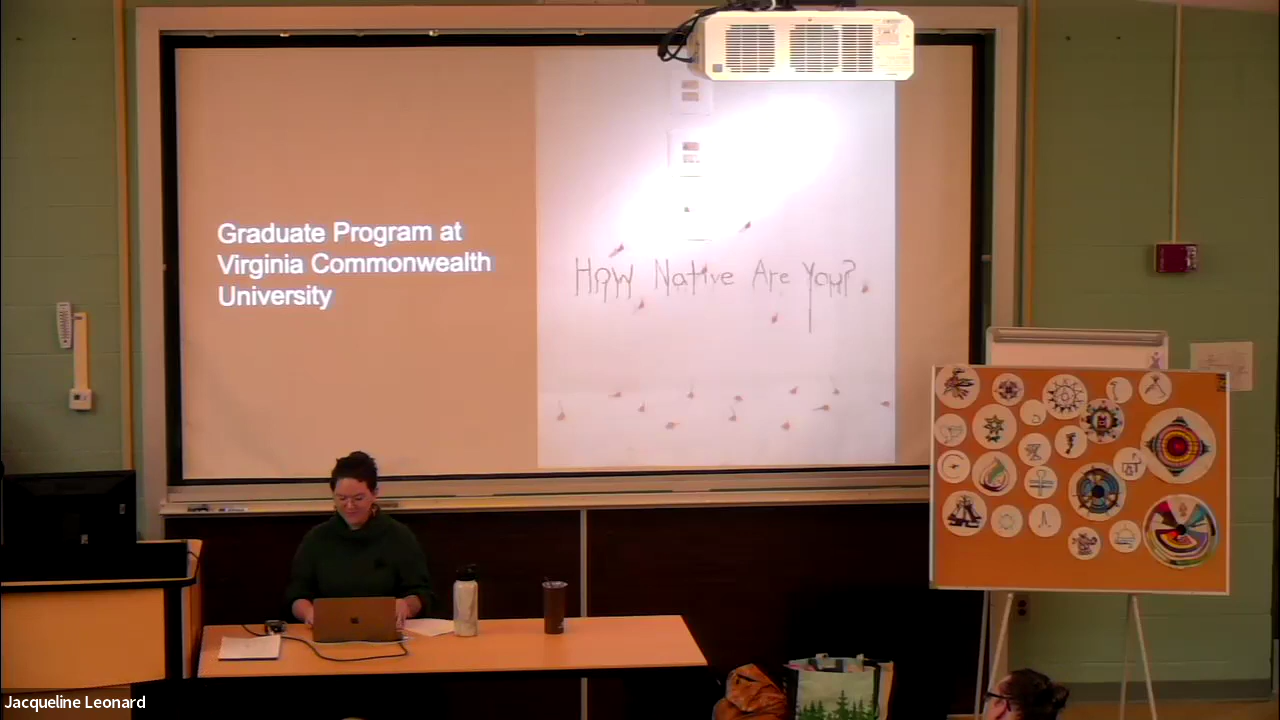 Graduate Program at
Virginia Commonwealth
University
How Native Are You?
Jacqueline Leonard